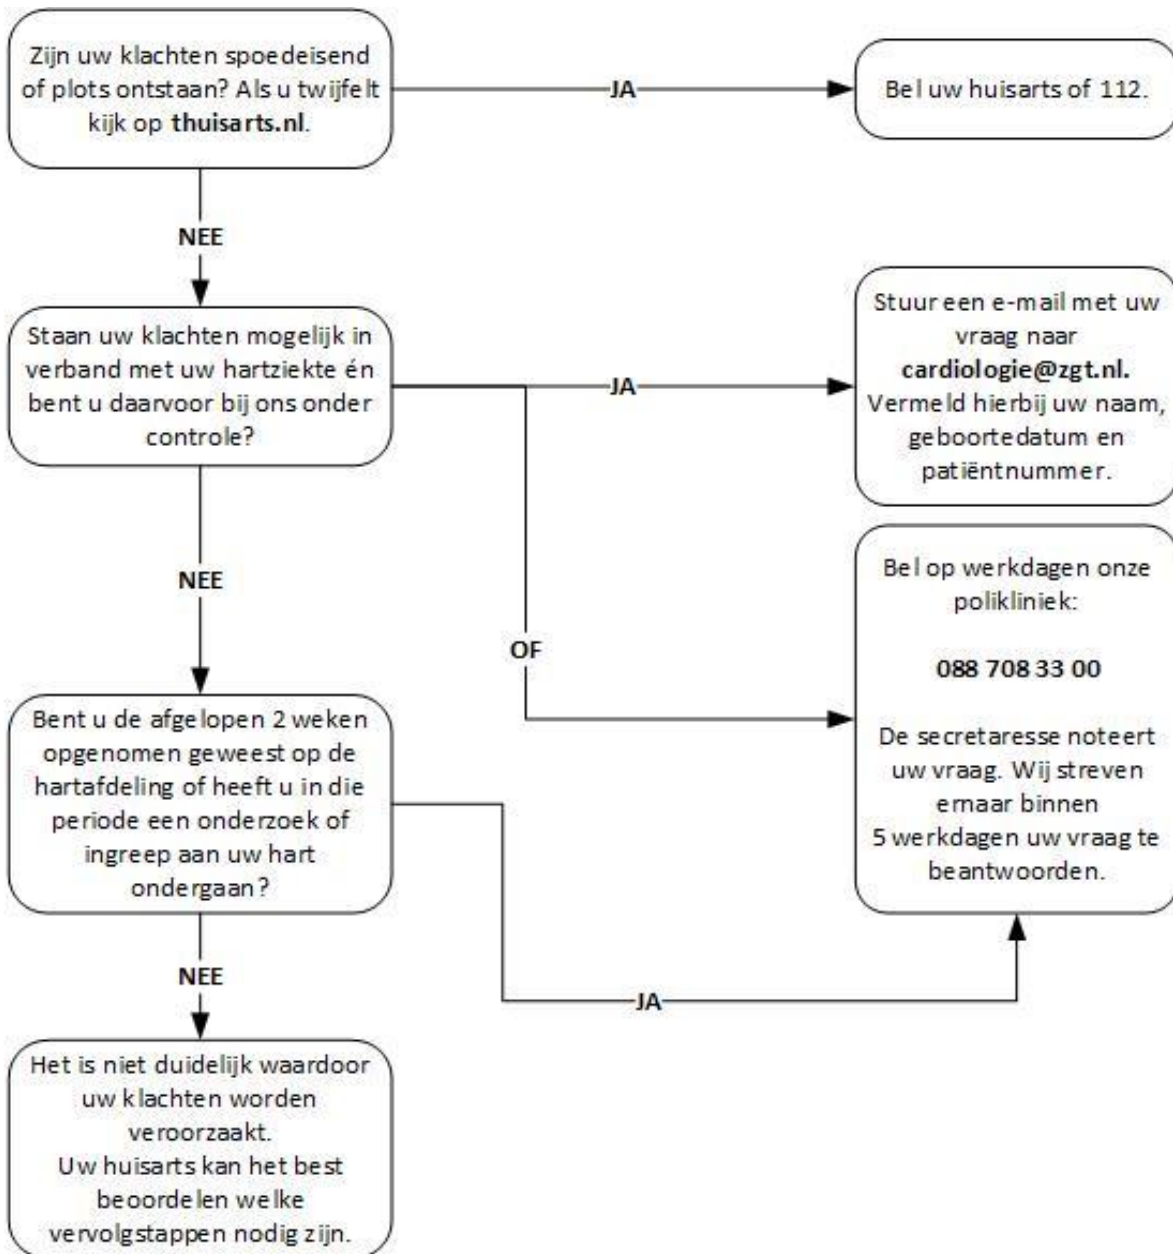 Zijn uw klachten spoedeisend
of plots ontstaan? Als u twijfelt
kijk op thuisarts.nl.
JA
Bel uw huisarts of 112.
NEE
Staan uw klachten mogelijk in
verband met uw hartziekte én
bent u daarvoor bij ons onder
controle?
JA
Stuur een e-mail met uw
vraag naar
cardiologie@zgt.nl.
Vermeld hierbij uw naam,
geboortedatum en
patiëntnummer.
NEE
OF
Bel op werkdagen onze
polikliniek:
088 708 33 00
De secretaresse noteert
uw vraag. Wij streven
ernaar binnen
5 werkdagen uw vraag te
beantwoorden.
Bent u de afgelopen 2 weken
opgenomen geweest op de
hartafdeling of heeft u in die
periode een onderzoek of
ingreep aan uw hart
ondergaan?
JA
NEE
Het is niet duidelijk waardoor
uw klachten worden
veroorzaakt.
Uw huisarts kan het best
beoordelen welke
vervolgstappen nodig zijn.